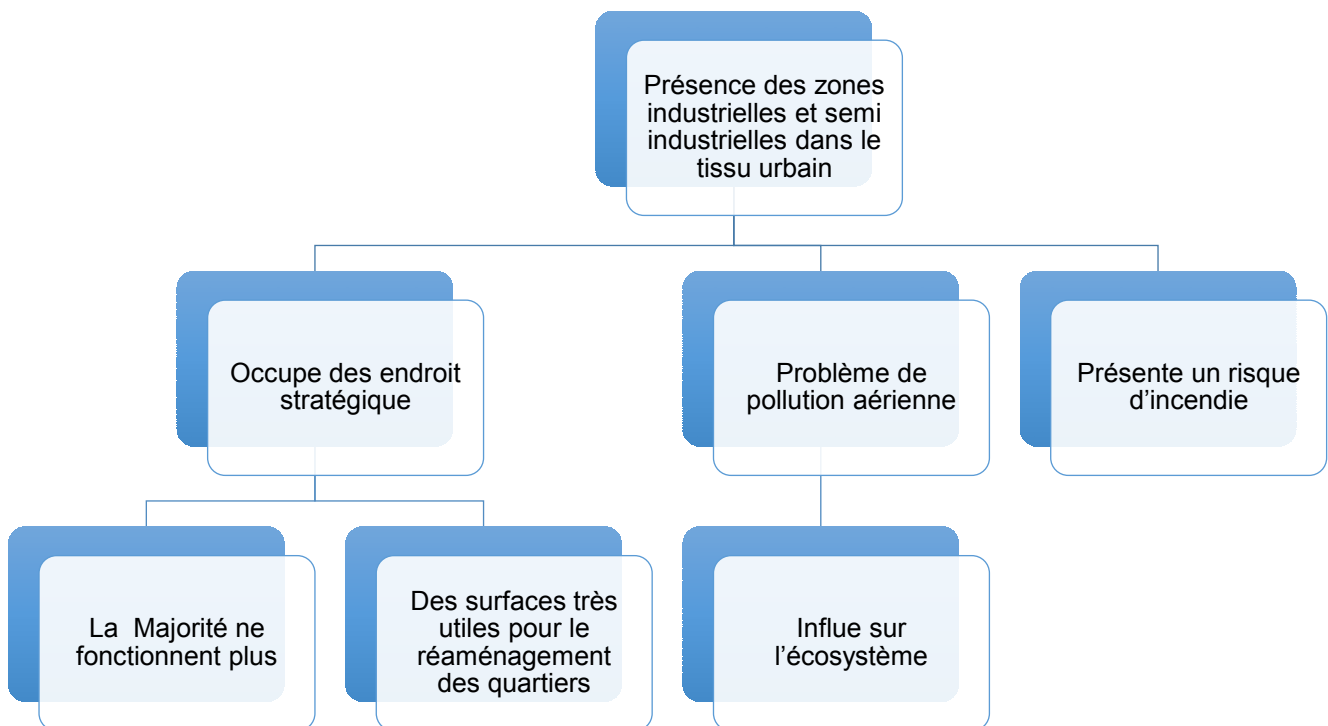 Présence des zones
industrielles et semi
industrielles dans le
tissu urbain
Occupe des endroit
stratégique
Problème de
pollution aérienne
Présente un risque
d’incendie
La Majorité ne
fonctionnent plus
Des surfaces très
utiles pour le
réaménagement
des quartiers
Influe sur
l’écosystème